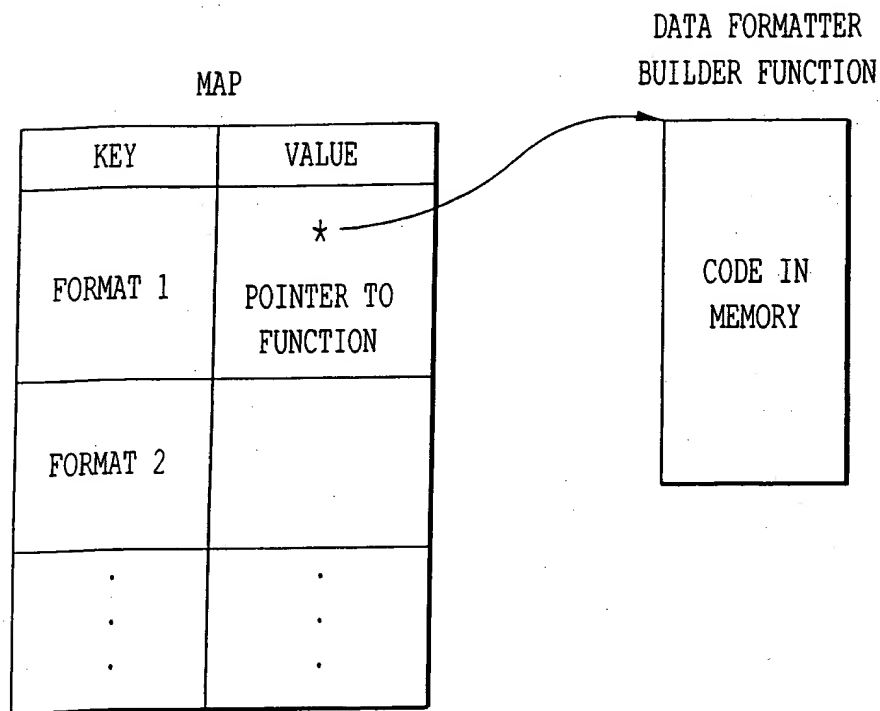 DATA FORMATTER
BUILDER FUNCTION
MAP
KEY VALUE
*
FORMAT 1
POINTER TO
FUNCTION
CODE IN
MEMORY
FORMAT 2